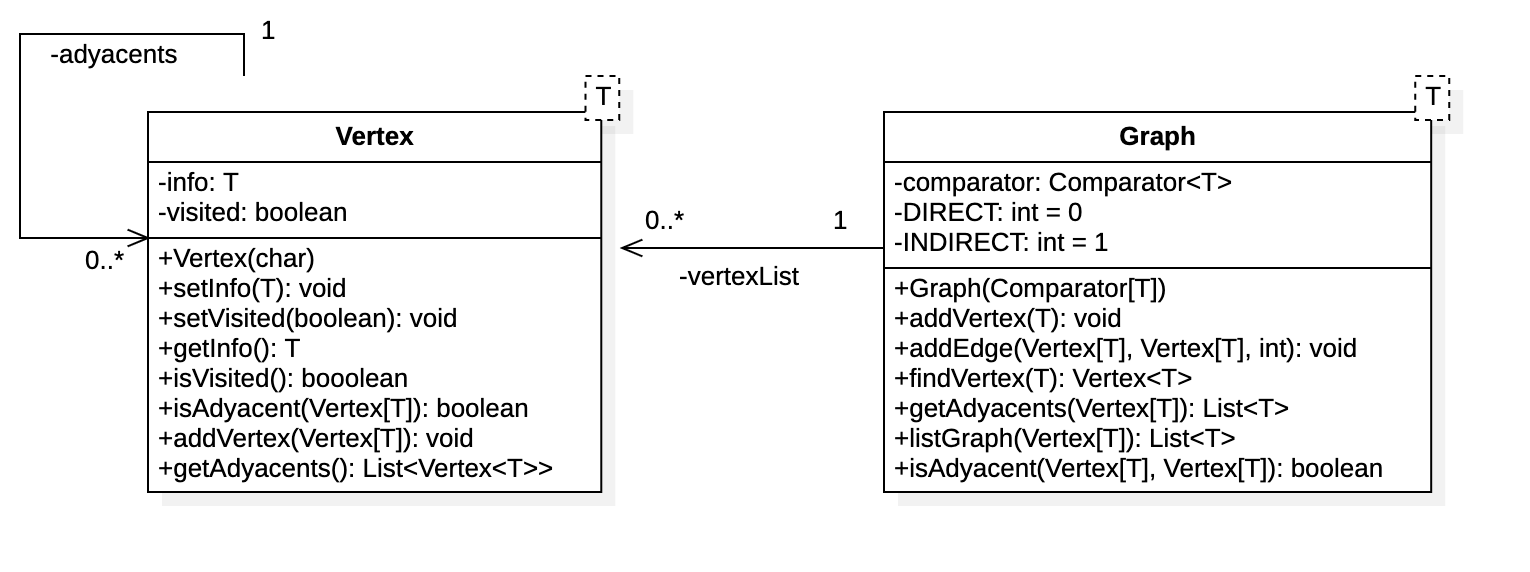 1
-adyacents
T
Vertex
-info: T
-visited: boolean
0..*
+Vertex(char)
+setInfo(T): void
+setVisited(boolean): void
+getInfo(): T
+isVisited(): booolean
+isAdyacent(Vertex[T]): boolean
+addVertex(Vertex[T]): void
+getAdyacents(): List<Vertex<T>>
0..*
1
-vertexList
T
Graph
-comparator: Comparator<T>
-DIRECT: int = 0
-INDIRECT: int = 1
+Graph(Comparator[T])
+addVertex(T): void
+addEdge(Vertex[T], Vertex[T], int): void
+findVertex(T): Vertex<T>
+getAdyacents(Vertex[T]): List<T>
+listGraph(Vertex[T]): List<T>
+isAdyacent(Vertex[T], Vertex[T]): boolean